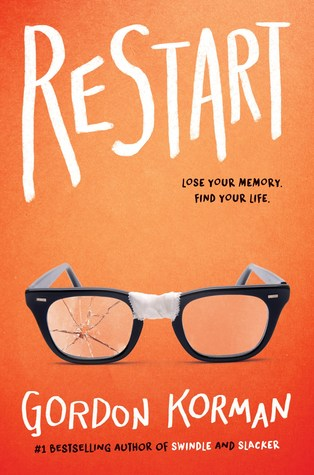 RESTART
LOSE YOUR MEMORY.
FIND YOUR LIFE.
GORDON KORMAN
#1 BESTSELLING AUTHOR OF SWINDLE AND SLACKER